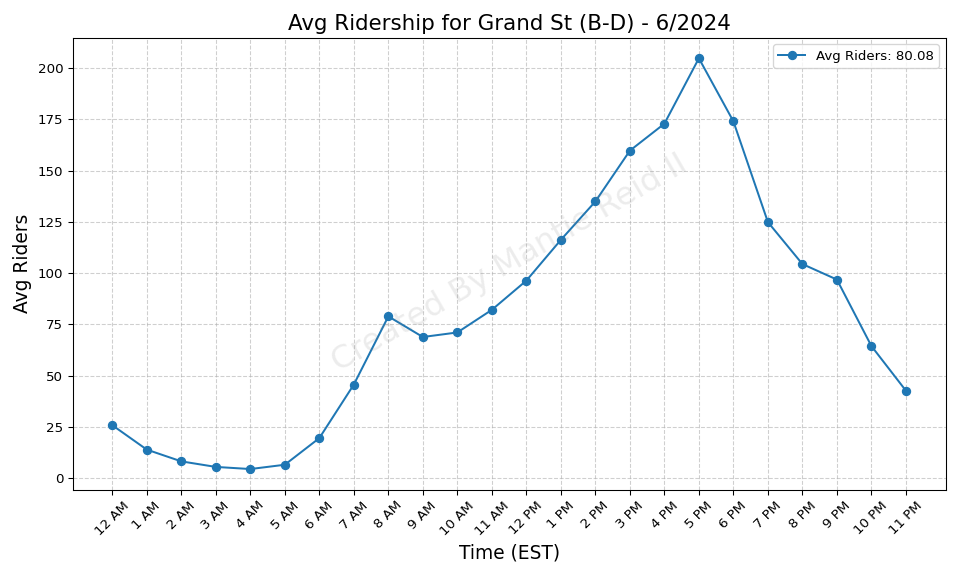 Avg Ridership for Grand St (B-D) - 6/2024
Avg Riders: 80.08
Avg Riders
200
175
150
125
100
75
50
25
0
Created By Mantie Reid II
12 AM 1 AM 2 AM 3 AM 4 AM 5 AM 6 AM 7 AM 8 AM 9 AM 10 AM 11 AM 12 PM 1 PM 2 PM 3 PM 4 PM 5 PM 6 PM 7 PM 8 PM 9 PM 10 PM 11 PM
Time (EST)